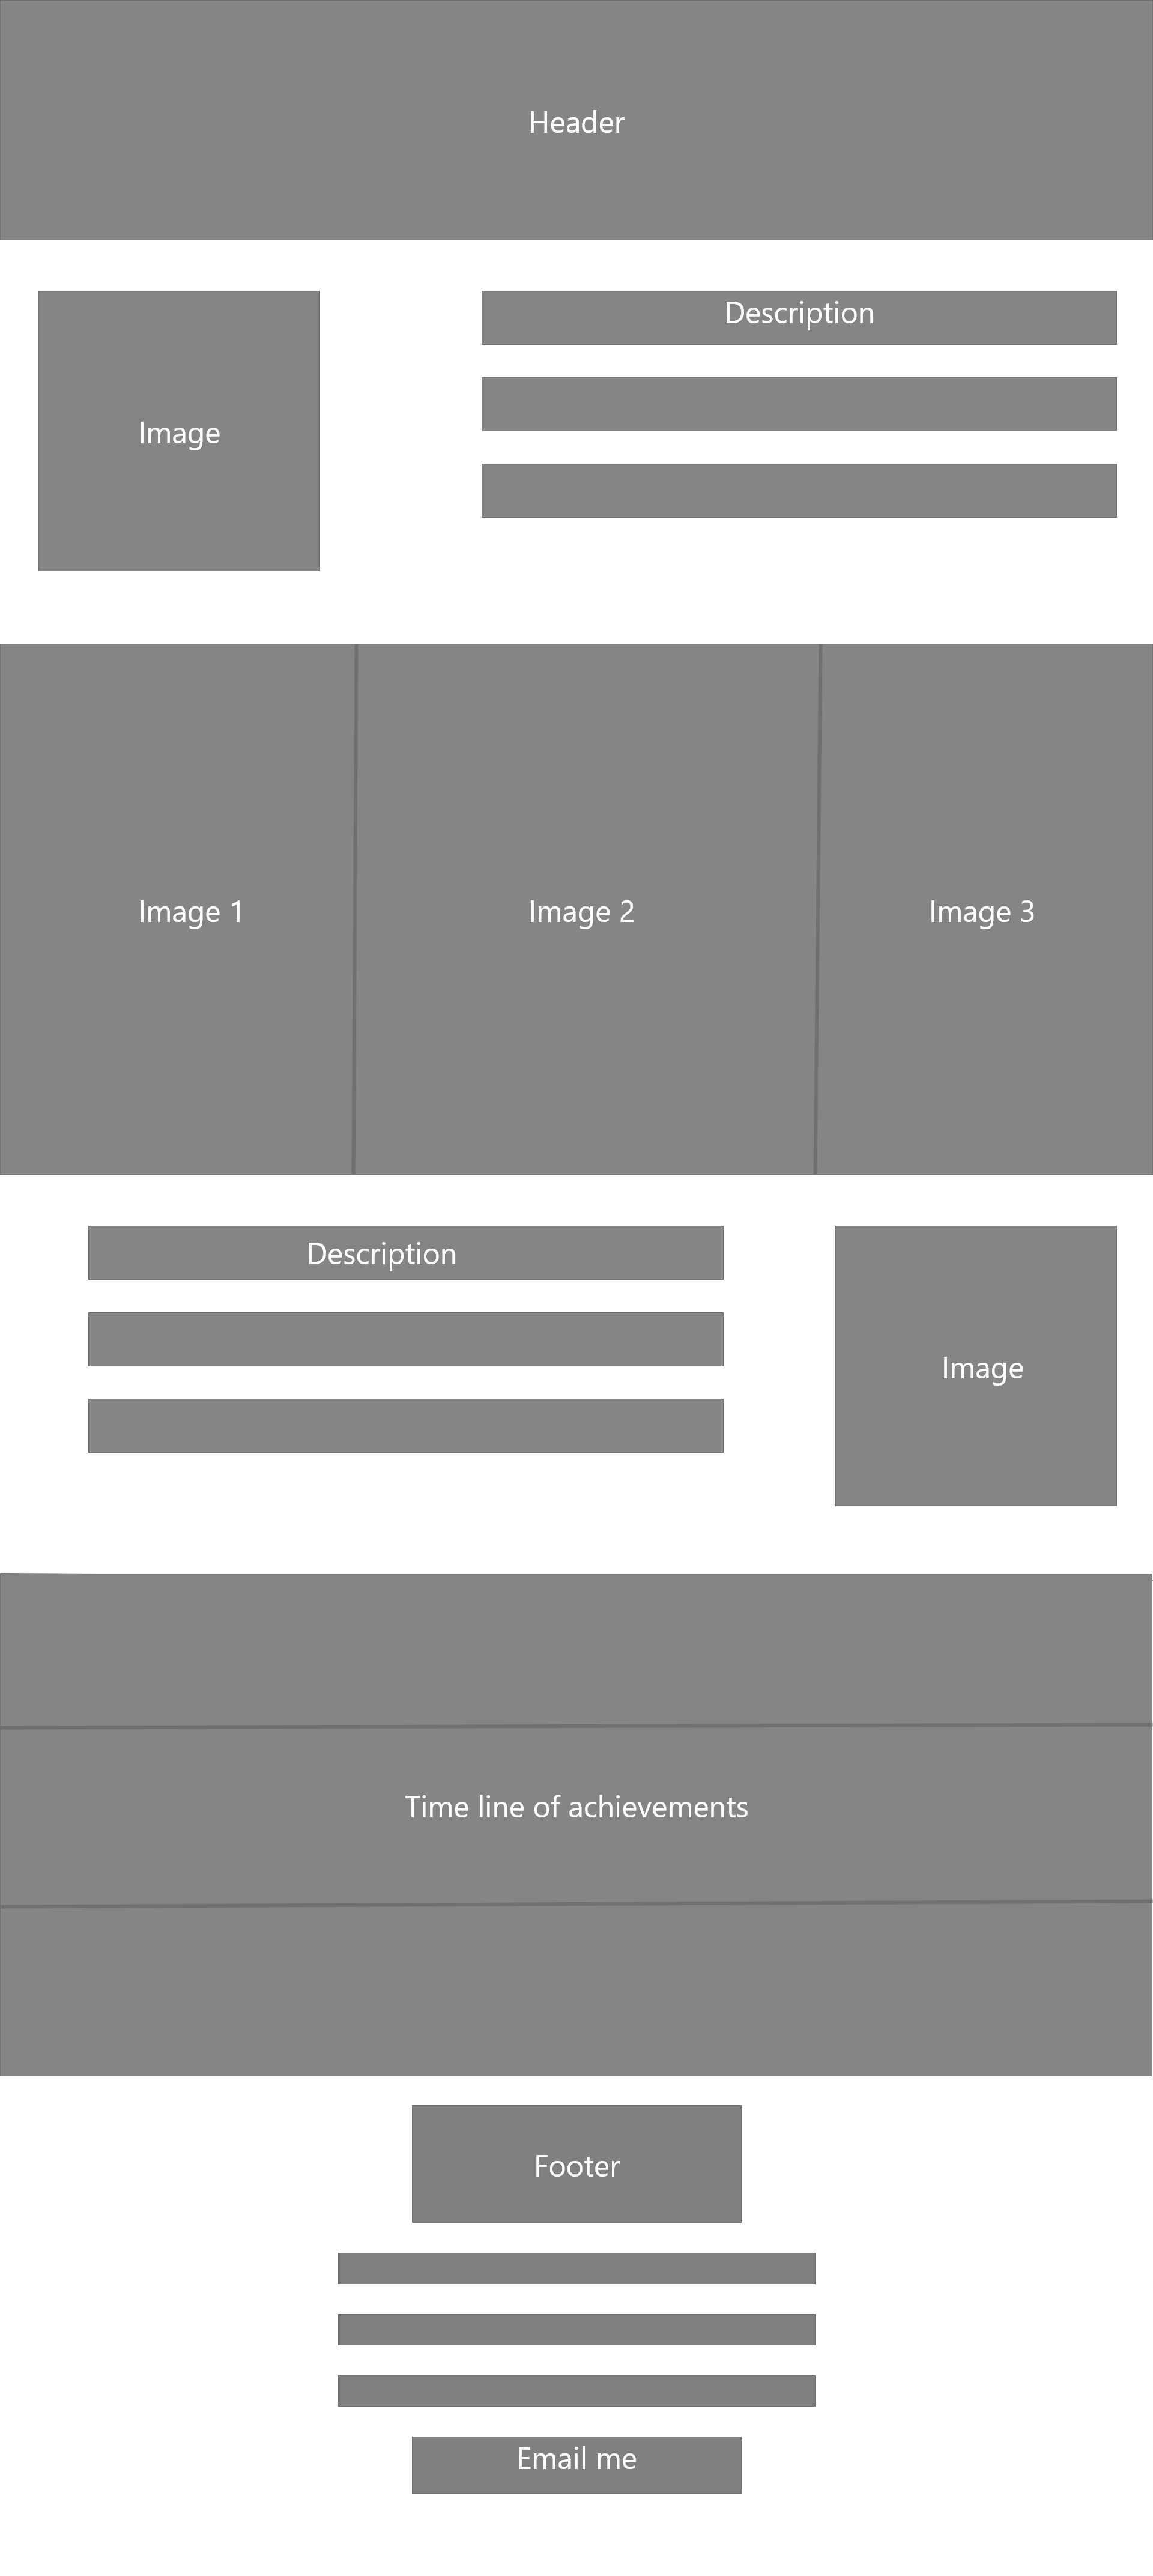 Header
Description
Image
Image 1
Image 2
Image 3
Description
Image
Time line of achievements
Footer
Email me